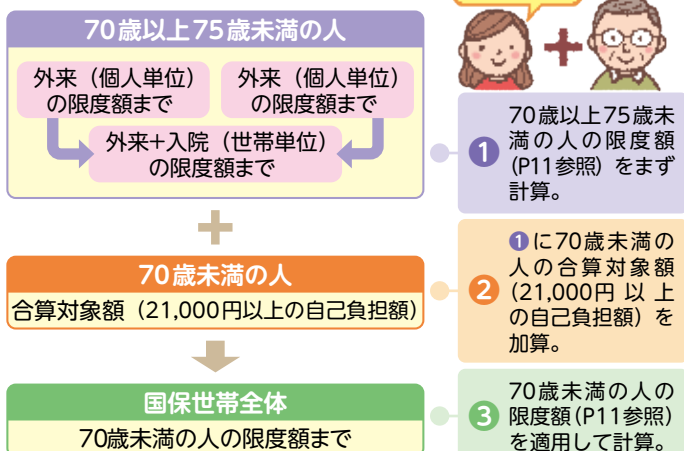 70歳以上75歳未満の人
外来（個人単位）
の限度額まで
外来（個人単位）
の限度額まで
外来+入院（世帯単位）
の限度額まで
❶
70歳以上75歳未
満の人の限度額
(P11参照) をまず
計算。
+
70歳未満の人
合算対象額（21,000円以上の自己負担額）
❷
❶に70歳未満の
人の合算対象額
(21,000円以上
の自己負担額) を
加算。
国保世帯全体
70歳未満の人の限度額まで
❸
70歳未満の人の
限度額(P11参照)
を適用して計算。